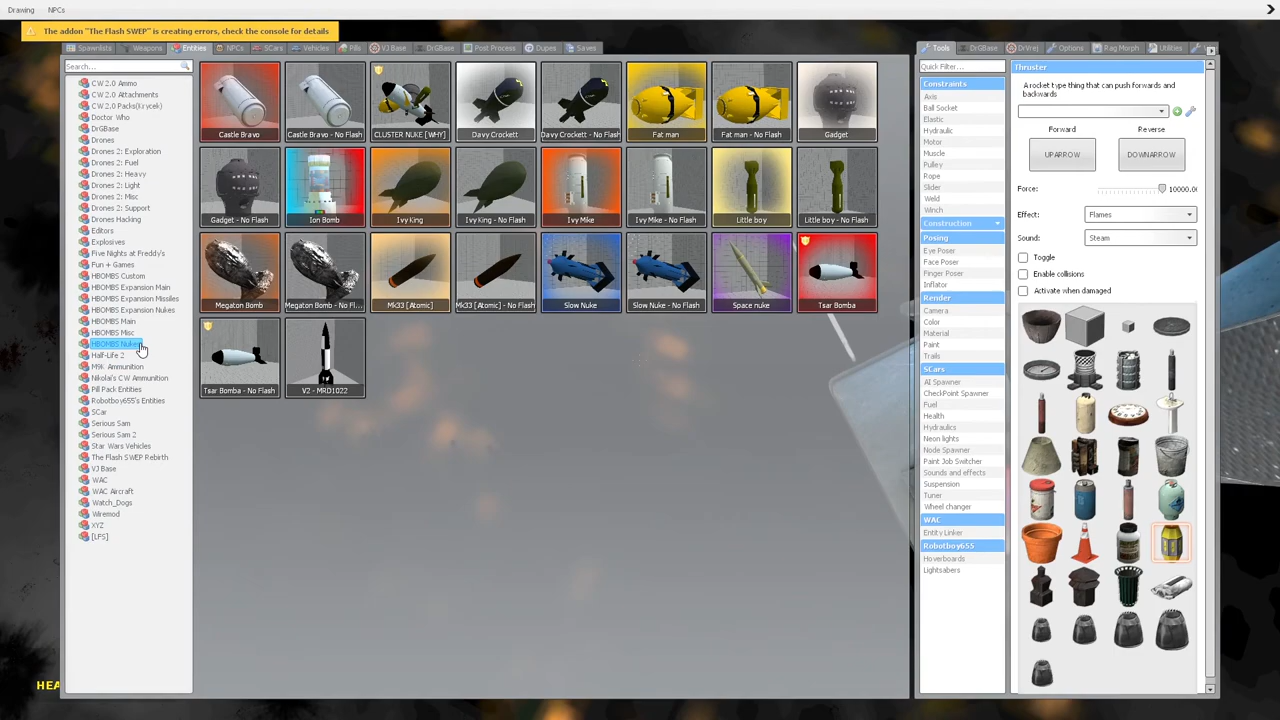 Drawing NPCs
The addon "The Flash SWEP" is creating errors, check the console for details
Spawnlists Weapons Entities NPCs SCars Vehicles Pills VJ Base DrGBase Post Process Dupes Saves
Search...
CW 2.0 Ammo
CW 2.0 Attachments
CW 2.0 Packs(Krycek)
Doctor Who
DrGBase
Drones
Drones 2: Exploration
Drones 2: Fuel
Drones 2: Heavy
Drones 2: Light
Drones 2: Misc
Drones 2: Support
Drones Hacking
Editors
Explosives
Five Nights at Freddy's
Fun + Games
HBOMBS Custom
HBOMBS Expansion Main
HBOMBS Expansion Missiles
HBOMBS Expansion Nukes
HBOMBS Main
HBOMBS Misc
HBOMBS Nukes
Half-Life 2
M9k Ammunition
Nikolai's CW Ammunition
Pill Pack Entities
Robotboy655's Entities
SCar
Serious Sam
Serious Sam 2
Star Wars Vehicles
The Flash SWEP Rebirth
VJ Base
WAC
WAC Aircraft
Watch_Dogs
Wiremod
XYZ
[LFS]
Castle Bravo Castle Bravo - No Flash CLUSTER NUKE [WHY] Davy Crockett Davy Crockett - No Flash Fat man Fat man - No Flash Gadget
Gadget - No Flash Ion Bomb Ivy King Ivy King - No Flash Ivy Mike Ivy Mike - No Flash Little boy Little boy - No Flash
Megaton Bomb Megaton Bomb - No Fl... Mk33 [Atomic] Mk33 [Atomic] - No Flash Slow Nuke Slow Nuke - No Flash Space nuke Tsar Bomba
Tsar Bomba - No Flash V2 - MRD1022
HEA
Tools DrGBase DrVrej Options Rag Morph Utilities
Quick Filter...
Constraints
Axis
Ball Socket
Elastic
Hydraulic
Motor
Muscle
Pulley
Rope
Slider
Weld
Winch
Construction
Posing
Eye Poser
Face Poser
Finger Poser
Inflator
Render
Camera
Color
Material
Paint
Trails
SCars
AI Spawner
CheckPoint Spawner
Fuel
Health
Hydraulics
Neon lights
Node Spawner
Paint Job Switcher
Sounds and effects
Suspension
Tuner
Wheel changer
WAC
Entity Linker
Robotboy655
Hoverboards
Lightsabers
Thruster
A rocket type thing that can push forwards and
backwards
Forward Reverse
UPARROW DOWNARROW
Force: 10000.0
Effect: Flames
Sound: Steam
Toggle
Enable collisions
Activate when damaged